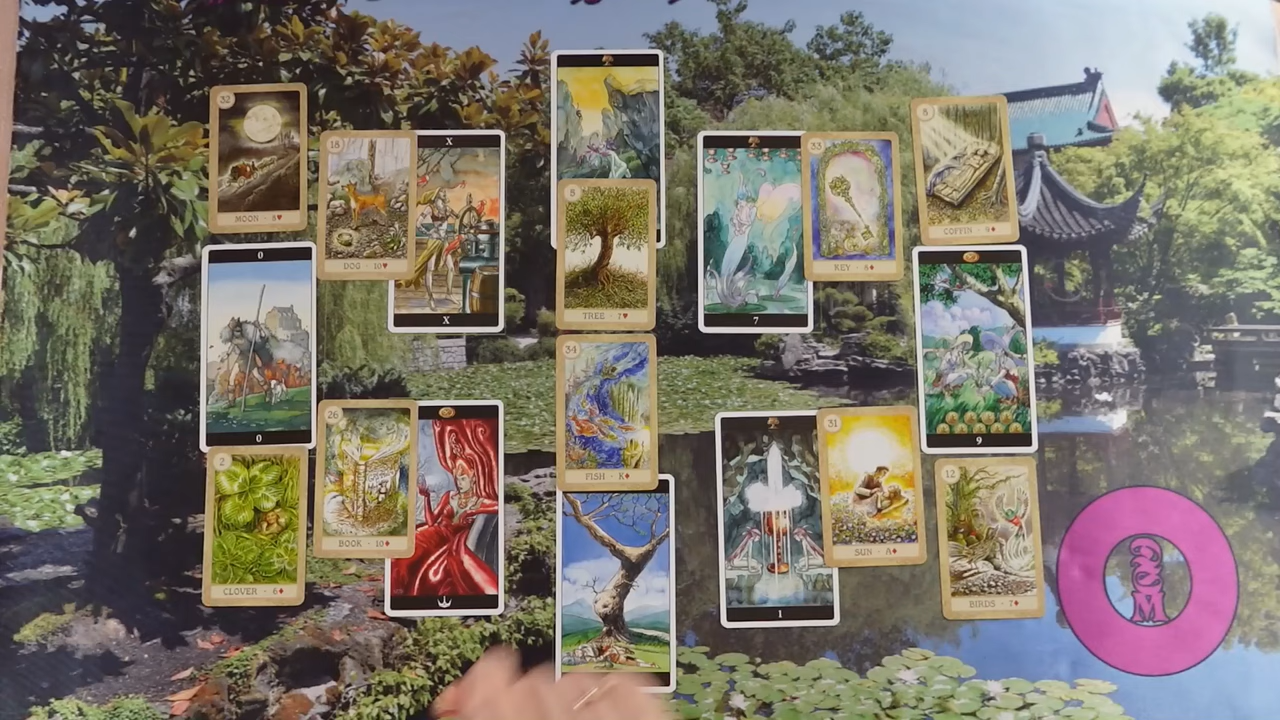 32
MOON - 8♥
18
DOG - 10♥
X
X
5
TREE - 7♥
7
33
KEY - 8♦
8
COFFIN - 9♦
0
0
9
2
CLOVER - 6♦
26
BOOK - 10♦
34
FISH - K♦
1
31
SUN - A♦
12
BIRDS - 7♦